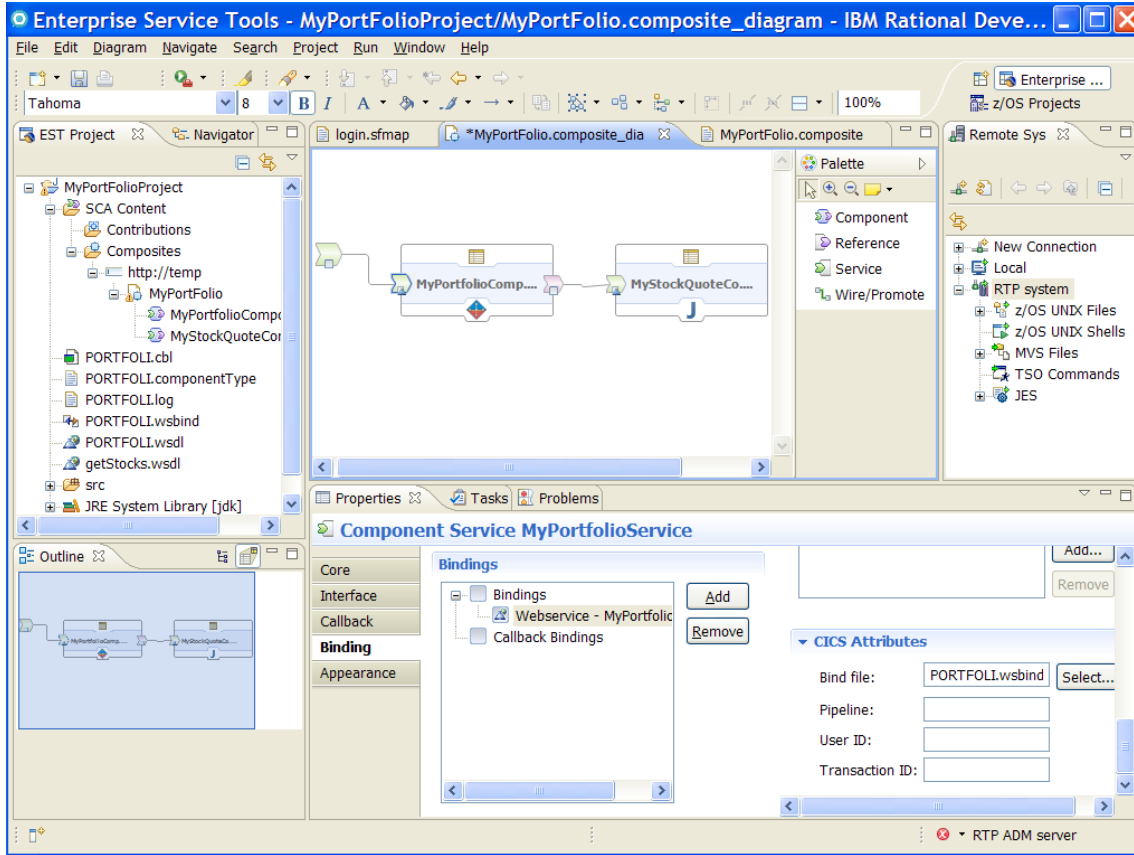 Enterprise Service Tools - MyPortFolioProject/MyPortFolio.composite_diagram - IBM Rational Deve...
File Edit Diagram Navigate Search Project Run Window Help
Enterprise ...
Tahoma 8 B I A 100% z/OS Projects
EST Project Navigator
login.sfmap *MyPortFolio.composite_dia MyPortFolio.composite
Remote Sys
MyPortFolioProject
SCA Content
Contributions
Composites
http://temp
MyPortFolio
MyPortfolioCompo
MyStockQuoteCor
PORTFOLI.cbl
PORTFOLI.componentType
PORTFOLI.log
PORTFOLI.wsbind
PORTFOLI.wsdl
getStocks.wsdl
src
JRE System Library [jdk]
MyPortfolioComp....
MyStockQuoteCo....
J
Palette
Component
Reference
Service
Wire/Promote
New Connection
Local
RTP system
z/OS UNIX Files
z/OS UNIX Shells
MVS Files
TSO Commands
JES
Outline
MyPortfolioComp....
MyStockQuoteCo....
J
Properties Tasks Problems
Component Service MyPortfolioService
Core
Interface
Callback
Binding
Appearance
Bindings
Bindings
Webservice - MyPortfolio
Callback Bindings
Add
Remove
Add...
Remove
CICS Attributes
Bind file: PORTFOLI.wsbind Select...
Pipeline:
User ID:
Transaction ID:
RTP ADM server